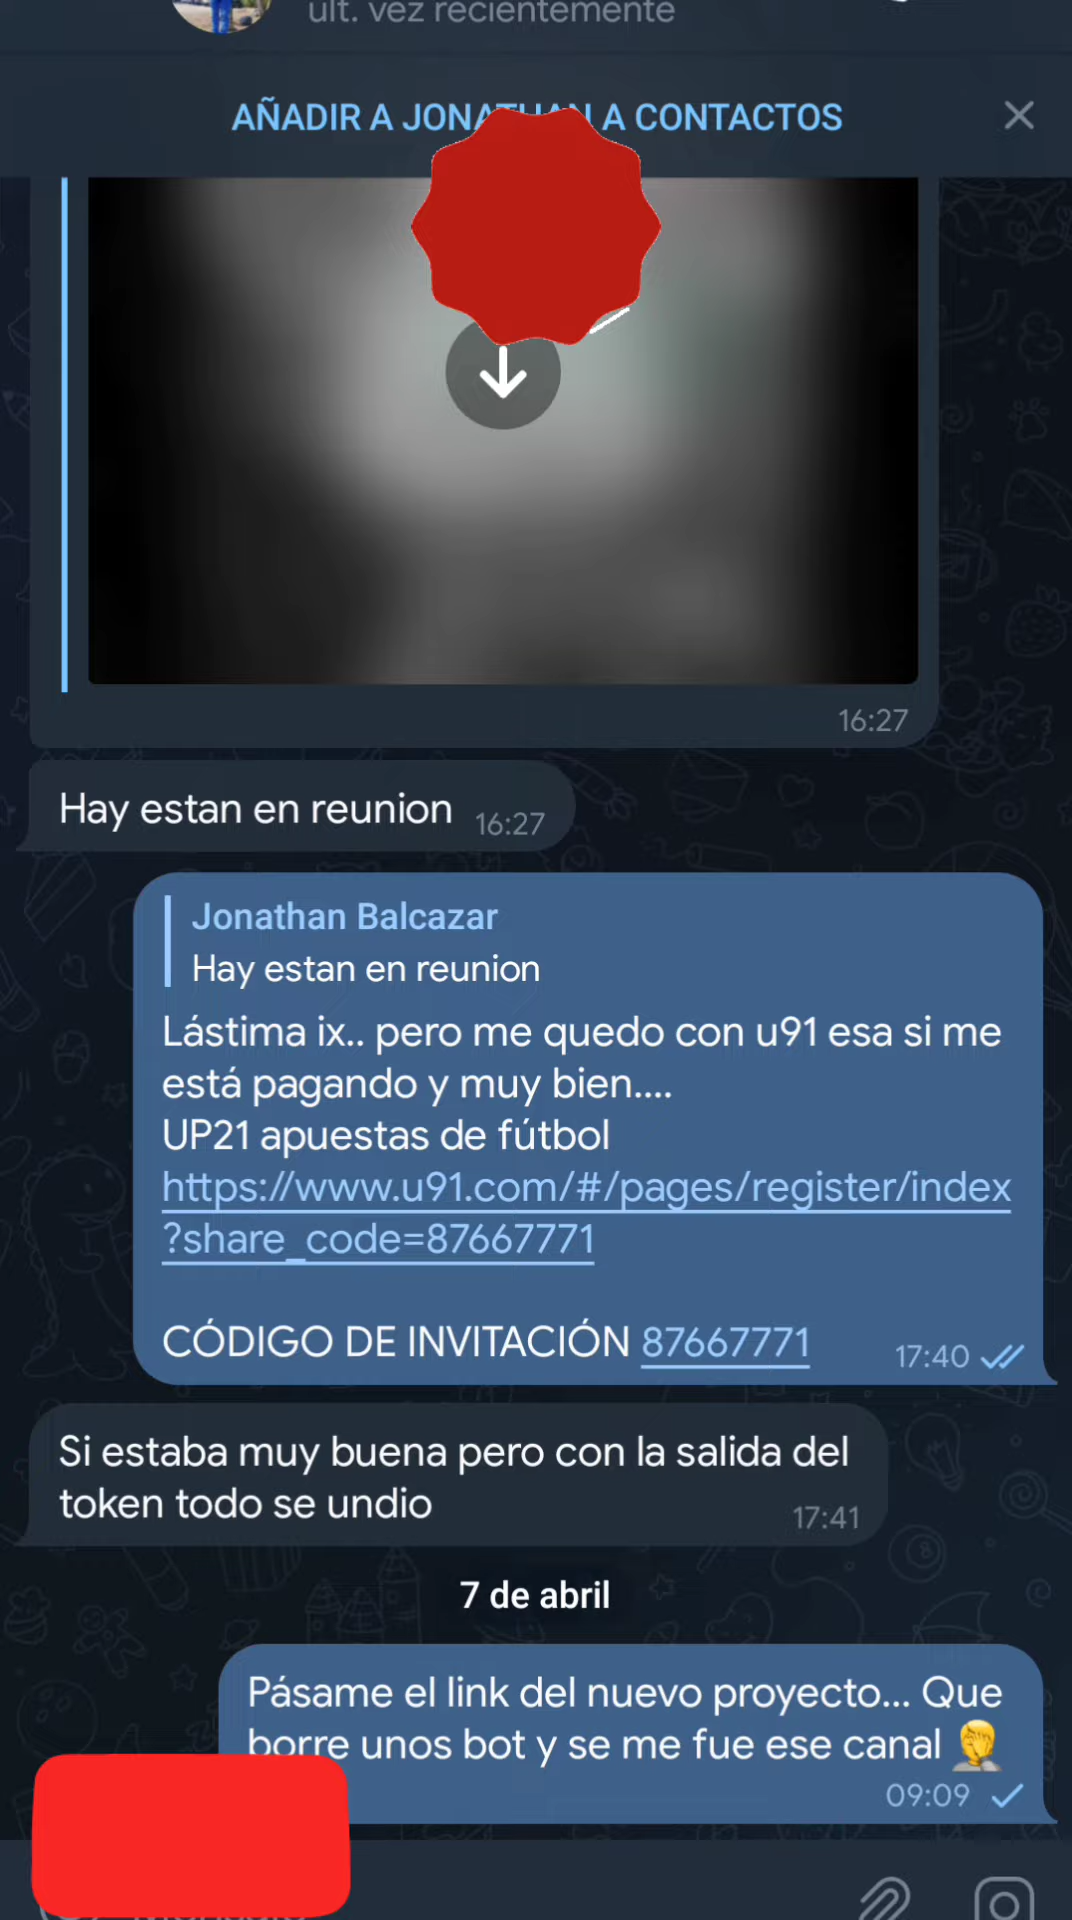 ult. vez recientemente
AÑADIR A JONATHAN A CONTACTOS
16:27
Hay estan en reunion 16:27
Jonathan Balcazar
Hay estan en reunion
Lástima ix.. pero me quedo con u91 esa si me
está pagando y muy bien....
UP21 apuestas de fútbol
https://www.u91.com/#/pages/register/index
?share_code=87667771
CÓDIGO DE INVITACIÓN 87667771 17:40
Si estaba muy buena pero con la salida del
token todo se undio 17:41
7 de abril
Pásame el link del nuevo proyecto... Que
borre unos bot y se me fue ese canal 🤦
09:09